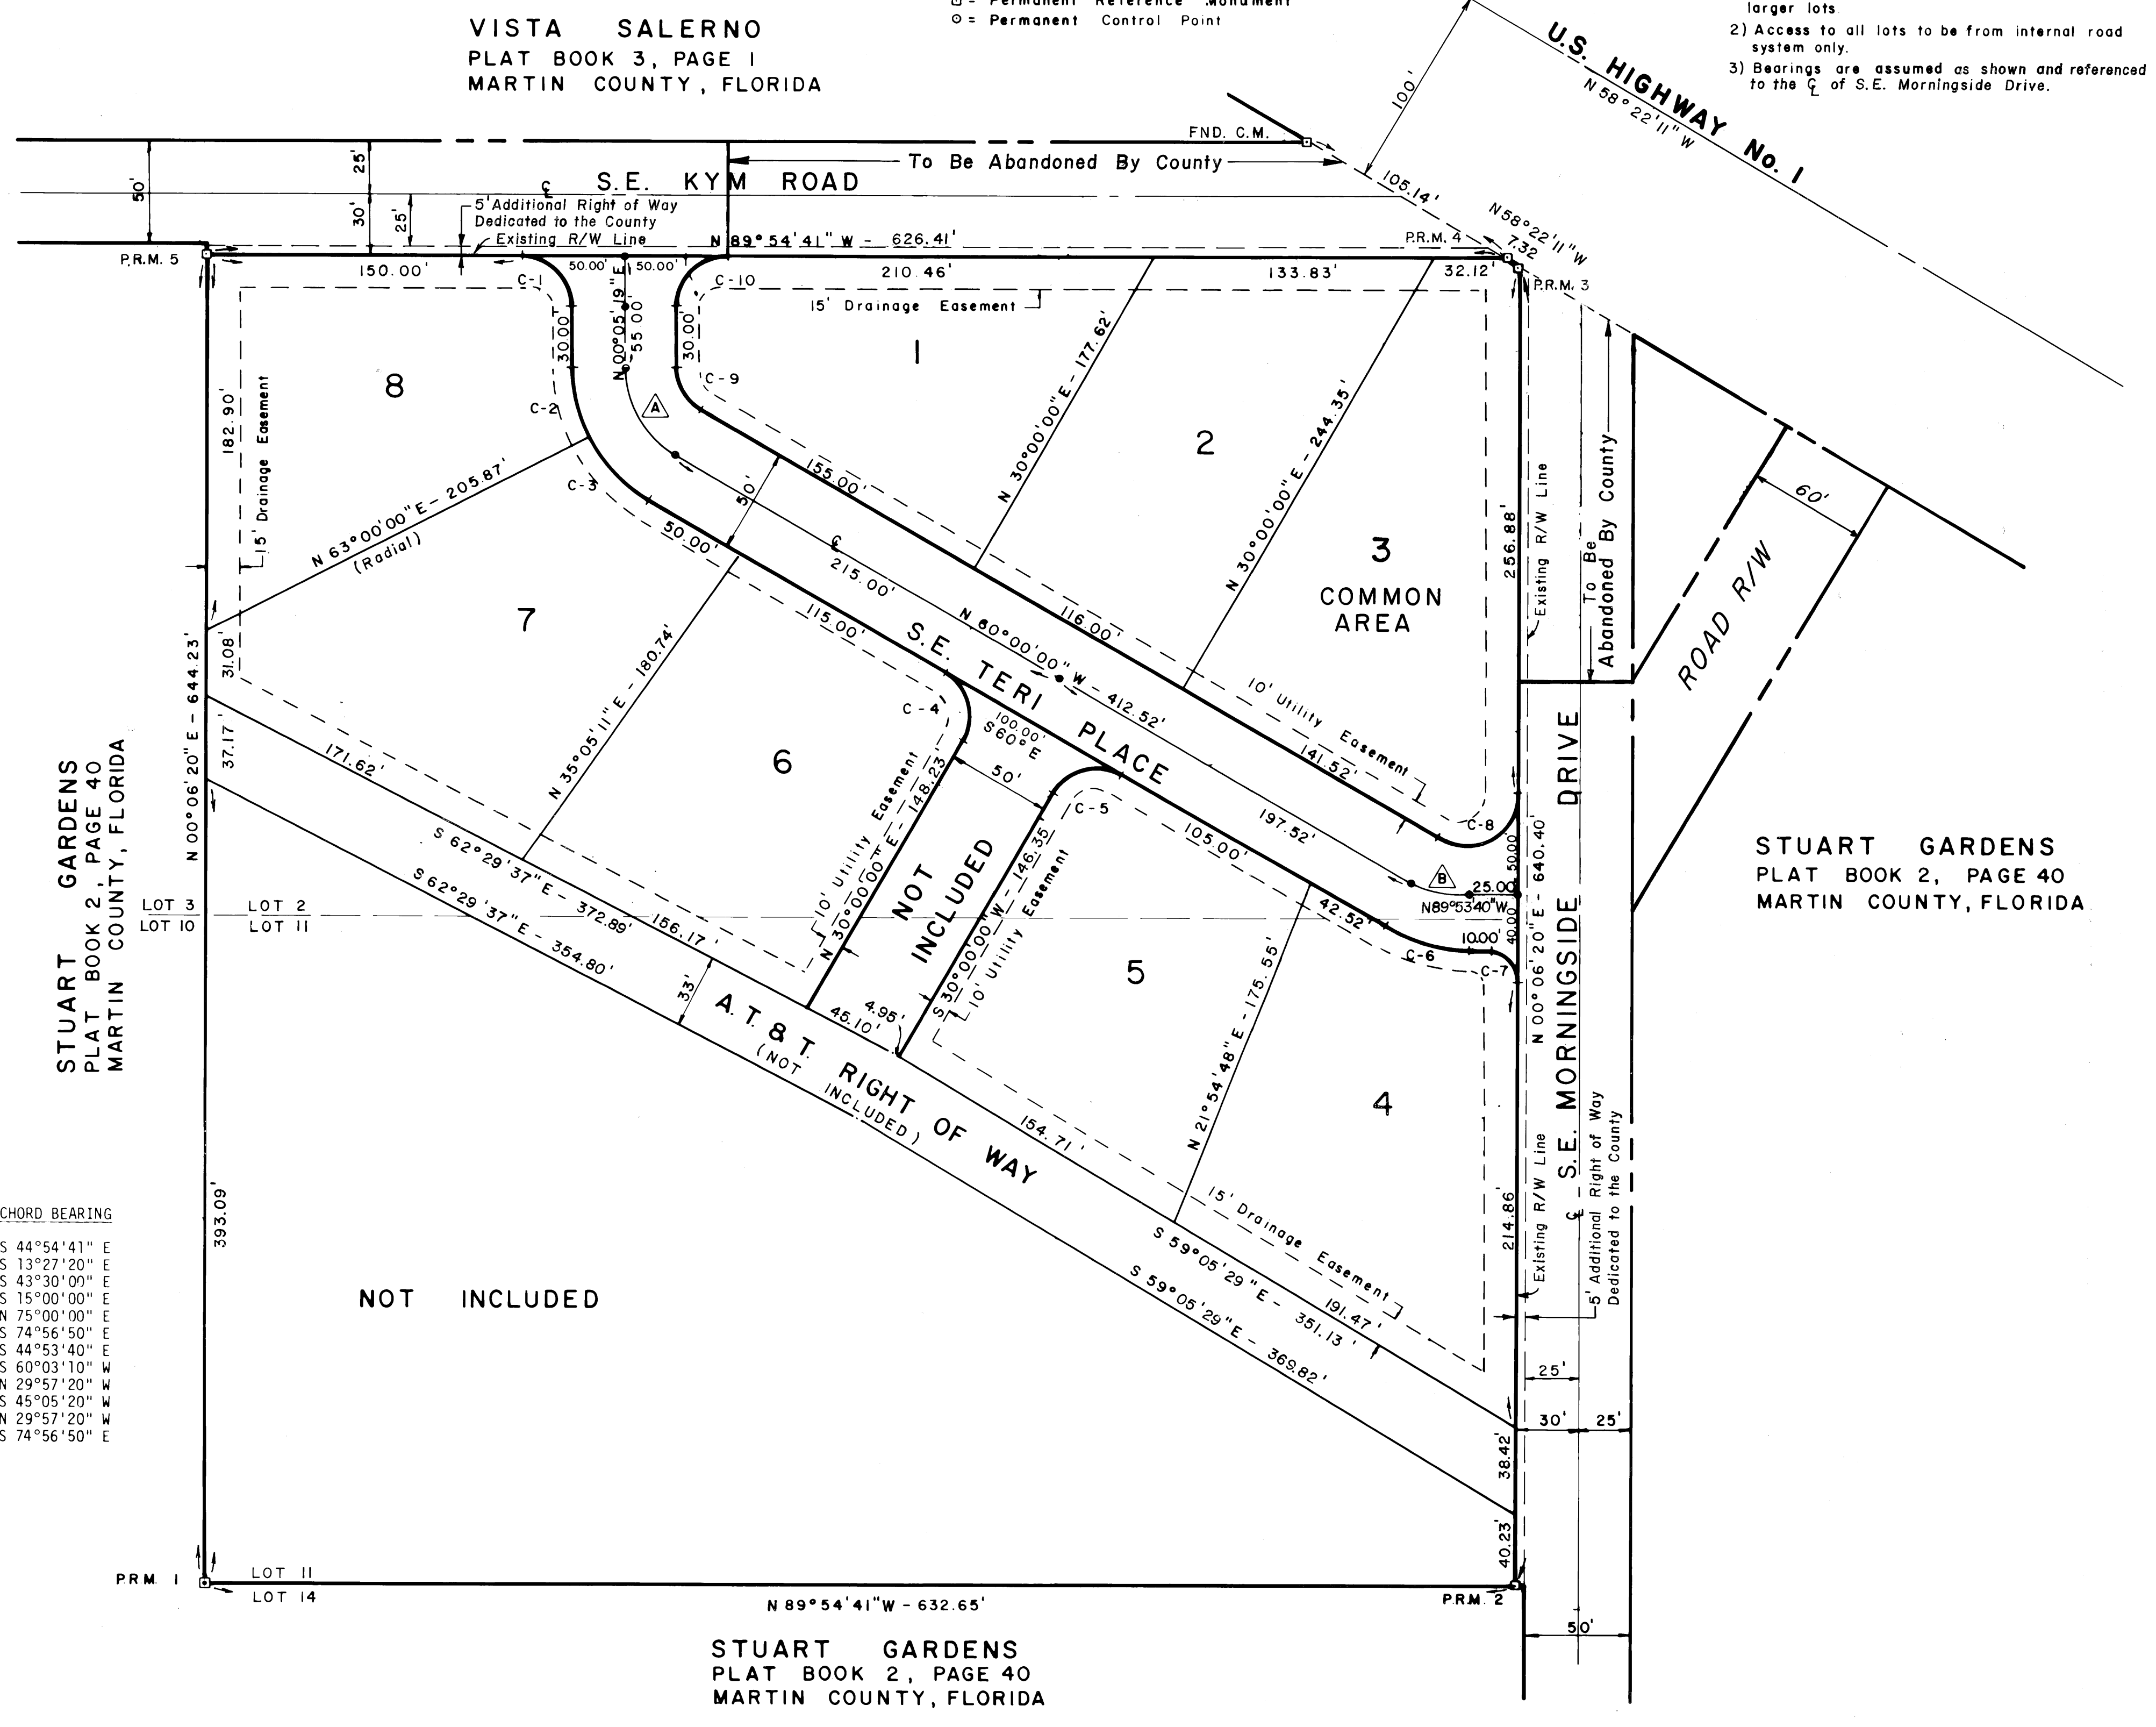 VISTA SALERNO
PLAT BOOK 3, PAGE 1
MARTIN COUNTY, FLORIDA
= Permanent Reference Monument
= Permanent Control Point
larger lots
2) Access to all lots to be from internal road
system only.
3) Bearings are assumed as shown and referenced
to the ℄ of S.E. Morningside Drive.
U.S. HIGHWAY No. 1
N 58°22'11" W
100'
FND. C.M.
To Be Abandoned By County
105.14'
N 58°22'11" W
7.32
P.R.M. 4
P.R.M. 3
50'
25'
30'
25'
℄
S.E. KYM ROAD
5' Additional Right of Way
Dedicated to the County
Existing R/W Line
N 89°54'41" W - 626.41'
P.R.M. 5
150.00'
50.00'
50.00'
210.46'
133.83'
32.12'
C-1
C-10
15' Drainage Easement
30.00'
N 00°05'19" E
55.00'
30.00'
1
8
C-2
A
C-9
182.90'
15' Drainage Easement
N 30°00'00" E - 177.62'
2
N 30°00'00" E - 244.35'
3
COMMON
AREA
256.88'
Existing R/W Line
To Be
Abandoned By County
60'
ROAD R/W
155.00'
C-3
N 63°00'00" E - 205.87'
(Radial)
50.00'
50'
℄
215.00'
7
115.00'
S.E. TERI PLACE
N 60°00'00" W - 412.52'
116.00'
10' Utility Easement
141.52'
31.08'
N 00°06'20" E - 644.23'
37.17'
N 35°05'11" E - 180.74'
6
C-4
100.00'
S60°E
50'
C-5
105.00'
197.52'
C-8
50.00'
B
25.00
N89°53'40"W
40.00'
10.00'
42.52'
C-6
C-7
171.62'
S 62°29'37" E - 372.89'
S 62°29'37" E - 354.80'
156.17'
10' Utility Easement
N 30°00'00" E - 148.23'
NOT
INCLUDED
S 30°00'00" W - 146.35
10' Utility Easement
5
N 21°54'48" E - 175.55'
4
N 00°06'20" E - 640.40'
S.E. MORNINGSIDE DRIVE
STUART GARDENS
PLAT BOOK 2, PAGE 40
MARTIN COUNTY, FLORIDA
LOT 3
LOT 2
LOT 10
LOT 11
STUART GARDENS
PLAT BOOK 2, PAGE 40
MARTIN COUNTY, FLORIDA
33'
45.10'
4.95'
A.T. & T. RIGHT OF WAY
(NOT INCLUDED)
154.71'
15' Drainage Easement
S 59°05'29" E - 351.13'
191.47'
S 59°05'29" E - 369.82'
214.86'
Existing R/W Line
℄
5' Additional Right of Way
Dedicated to the County
25'
30'
25'
38.42'
40.23'
50'
393.09'
NOT INCLUDED
CHORD BEARING
S 44°54'41" E
S 13°27'20" E
S 43°30'00" E
S 15°00'00" E
N 75°00'00" E
S 74°56'50" E
S 44°53'40" E
S 60°03'10" W
N 29°57'20" W
S 45°05'20" W
N 29°57'20" W
S 74°56'50" E
P.R.M. 1
LOT 11
LOT 14
N 89°54'41" W - 632.65'
P.R.M. 2
STUART GARDENS
PLAT BOOK 2, PAGE 40
MARTIN COUNTY, FLORIDA